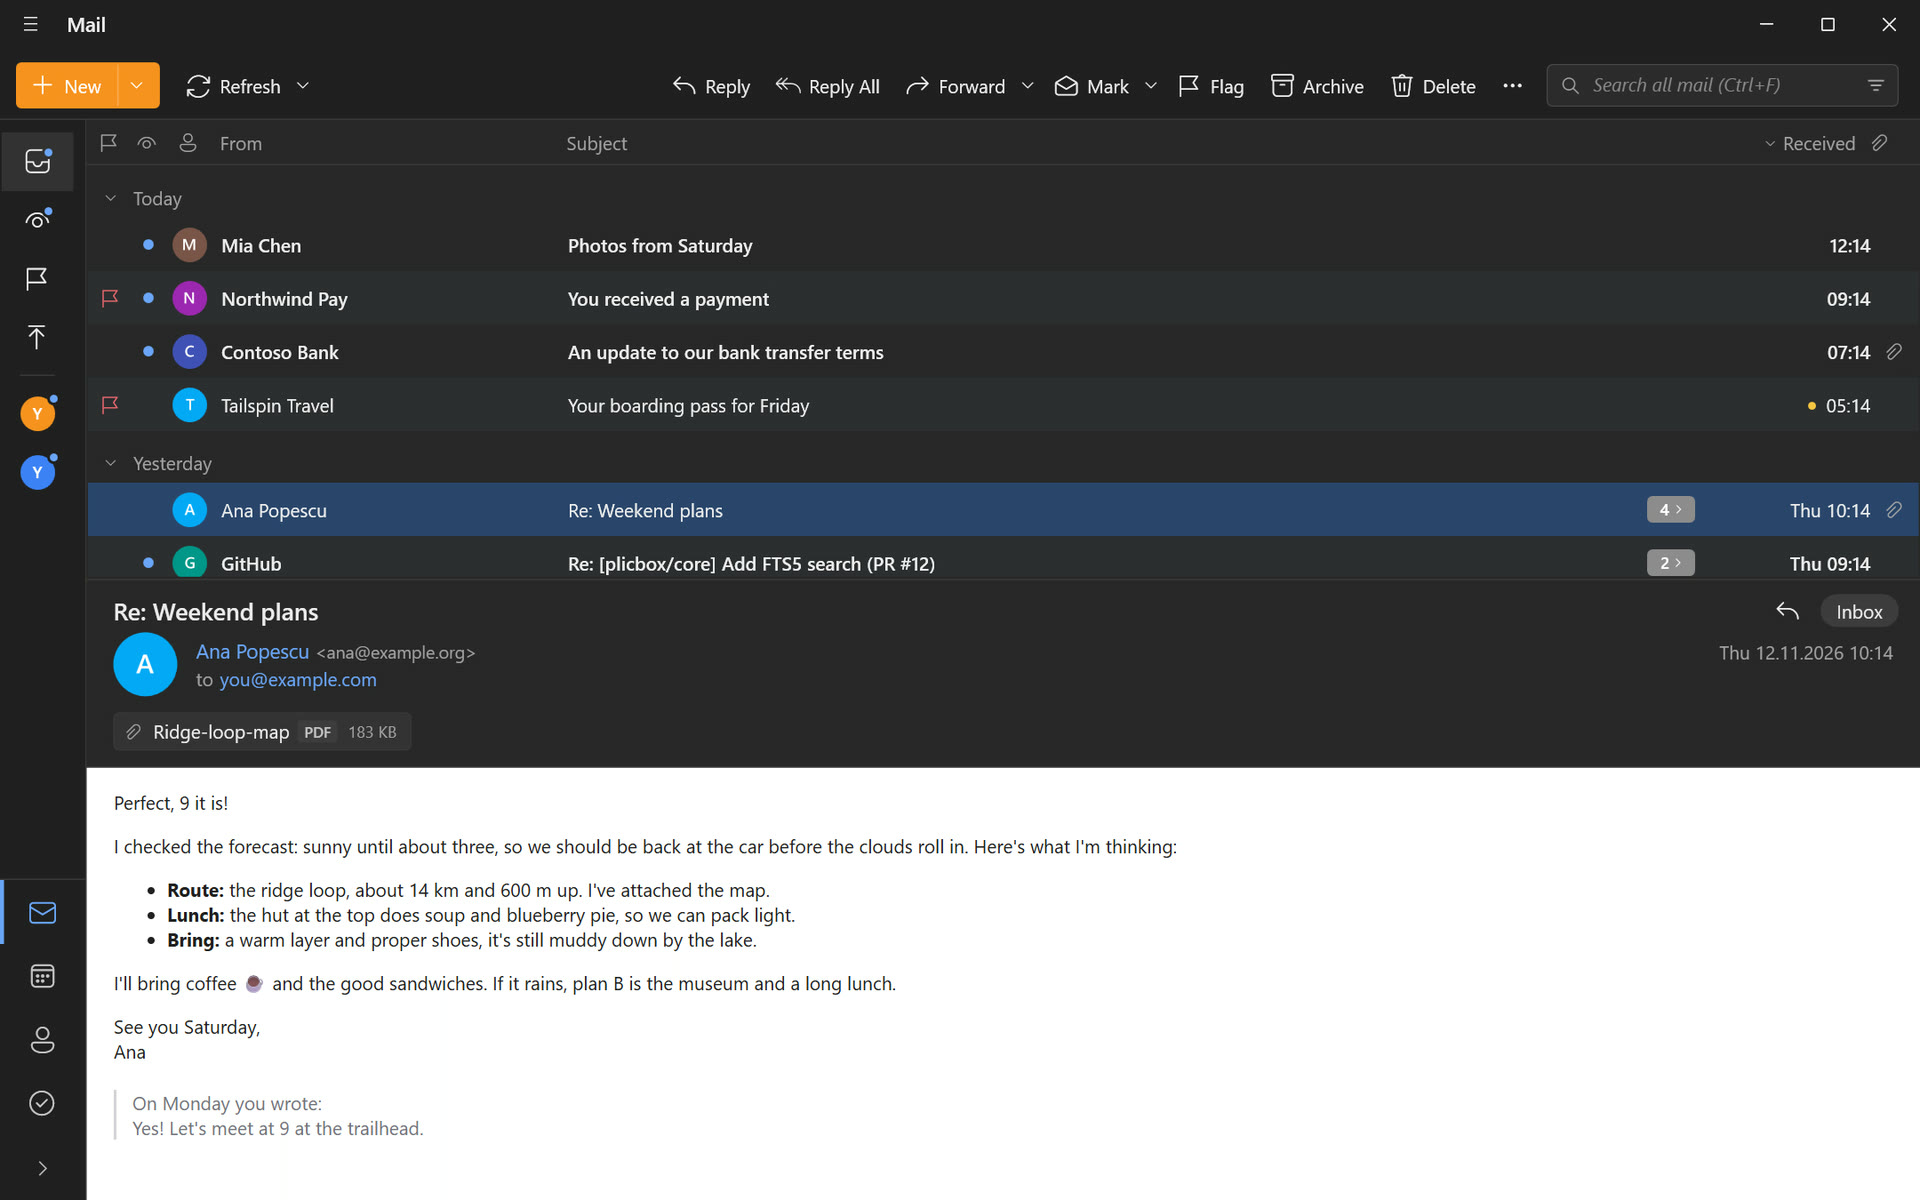 Mail
New
Refresh
Reply
Reply All
Forward
Mark
Flag
Archive
Delete
Search all mail (Ctrl+F)
From Subject Received
Today
M Mia Chen Photos from Saturday 12:14
N Northwind Pay You received a payment 09:14
C Contoso Bank An update to our bank transfer terms 07:14
T Tailspin Travel Your boarding pass for Friday 05:14
Y
Y
Yesterday
A Ana Popescu Re: Weekend plans 4 Thu 10:14
G GitHub Re: [plicbox/core] Add FTS5 search (PR #12) 2 Thu 09:14
Re: Weekend plans Inbox
A
Ana Popescu <ana@example.org> Thu 12.11.2026 10:14
to you@example.com
Ridge-loop-map PDF 183 KB
Perfect, 9 it is!
I checked the forecast: sunny until about three, so we should be back at the car before the clouds roll in. Here's what I'm thinking:
• Route: the ridge loop, about 14 km and 600 m up. I've attached the map.
• Lunch: the hut at the top does soup and blueberry pie, so we can pack light.
• Bring: a warm layer and proper shoes, it's still muddy down by the lake.
I'll bring coffee and the good sandwiches. If it rains, plan B is the museum and a long lunch.
See you Saturday,
Ana
On Monday you wrote:
Yes! Let's meet at 9 at the trailhead.